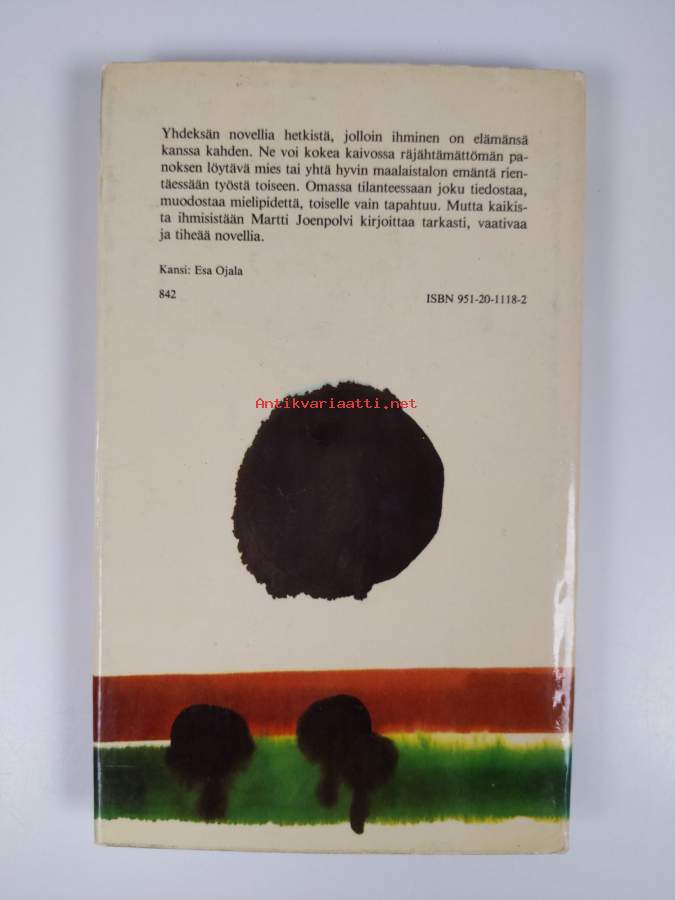 Yhdeksän novellia hetkistä, jolloin ihminen on elämänsä
kanssa kahden. Ne voi kokea kaivossa räjähtämättömän pa-
noksen löytävä mies tai yhtä hyvin maalaistalon emäntä rien-
täessään työstä toiseen. Omassa tilanteessaan joku tiedostaa,
muodostaa mielipidettä, toiselle vain tapahtuu. Mutta kaikis-
ta ihmisistään Martti Joenpolvi kirjoittaa tarkasti, vaativaa
ja tiheää novellia.
Kansi: Esa Ojala
842 ISBN 951-20-1118-2
Antikvariaatti.net